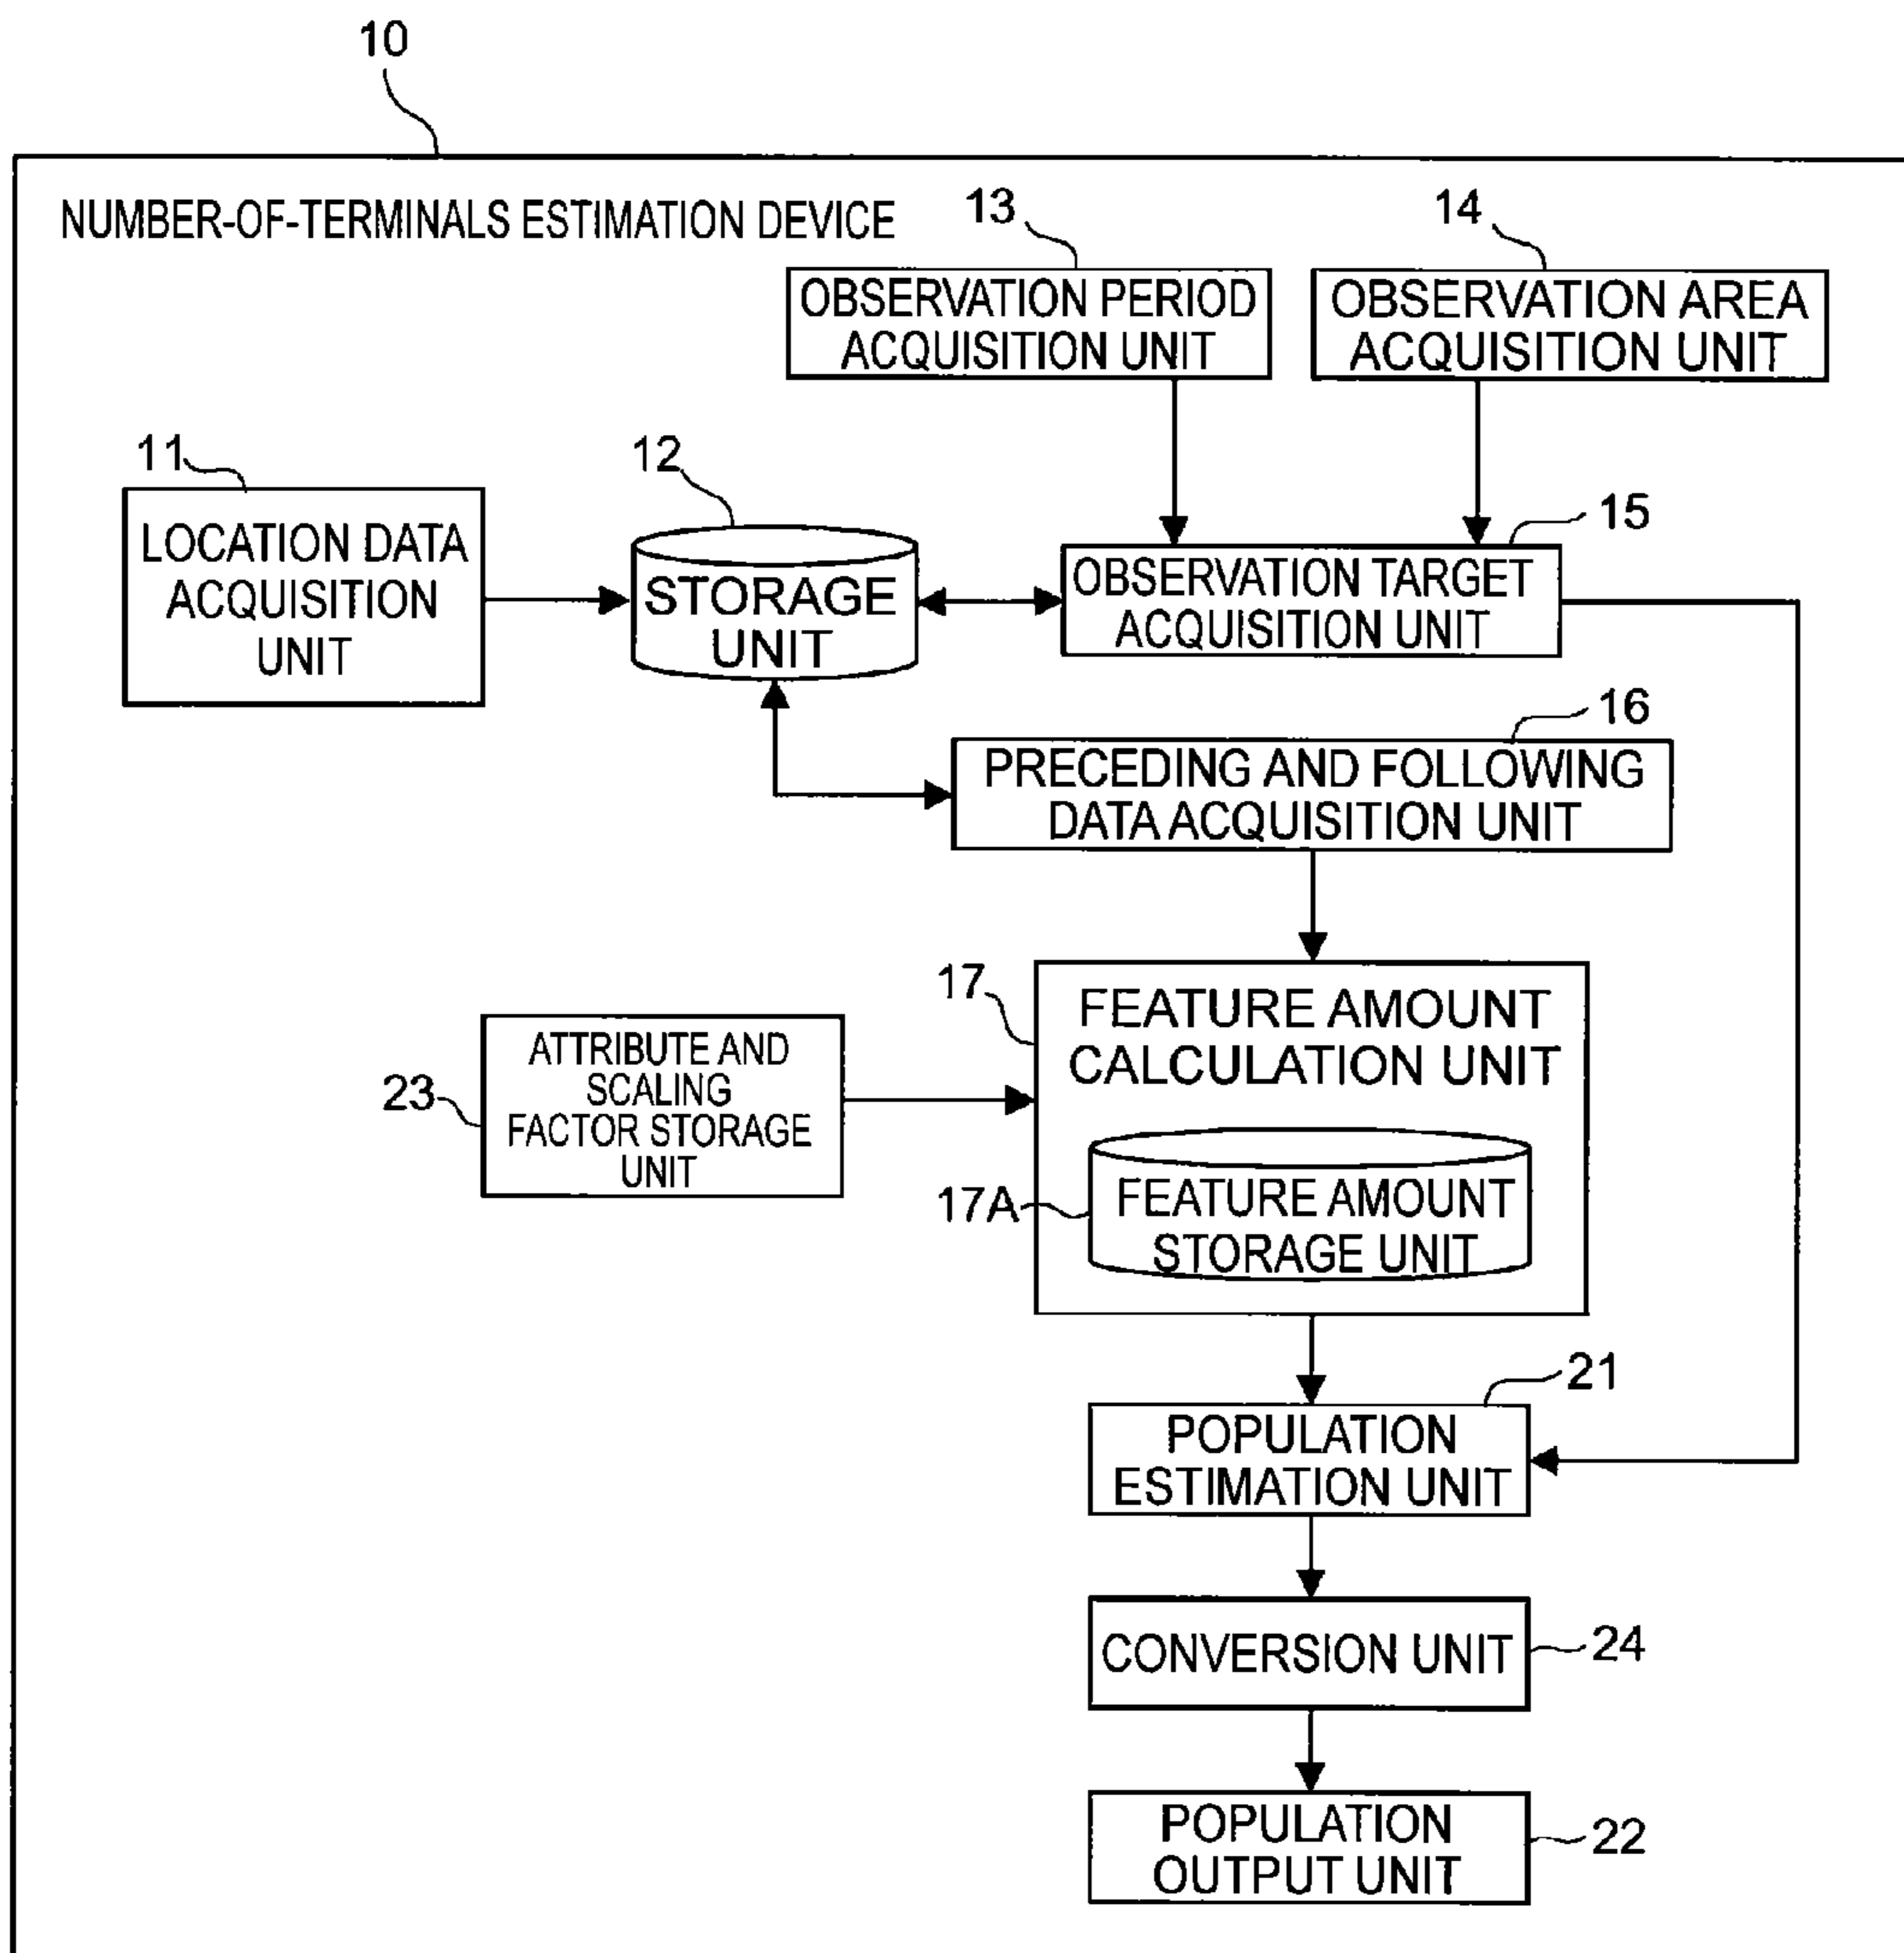 10
NUMBER-OF-TERMINALS ESTIMATION DEVICE
13
14
OBSERVATION PERIOD
ACQUISITION UNIT
OBSERVATION AREA
ACQUISITION UNIT
11
12
15
LOCATION DATA
ACQUISITION
UNIT
STORAGE
UNIT
OBSERVATION TARGET
ACQUISITION UNIT
16
PRECEDING AND FOLLOWING
DATA ACQUISITION UNIT
17
FEATURE AMOUNT
CALCULATION UNIT
23
ATTRIBUTE AND
SCALING
FACTOR STORAGE
UNIT
17A
FEATURE AMOUNT
STORAGE UNIT
21
POPULATION
ESTIMATION UNIT
CONVERSION UNIT
24
POPULATION
OUTPUT UNIT
22